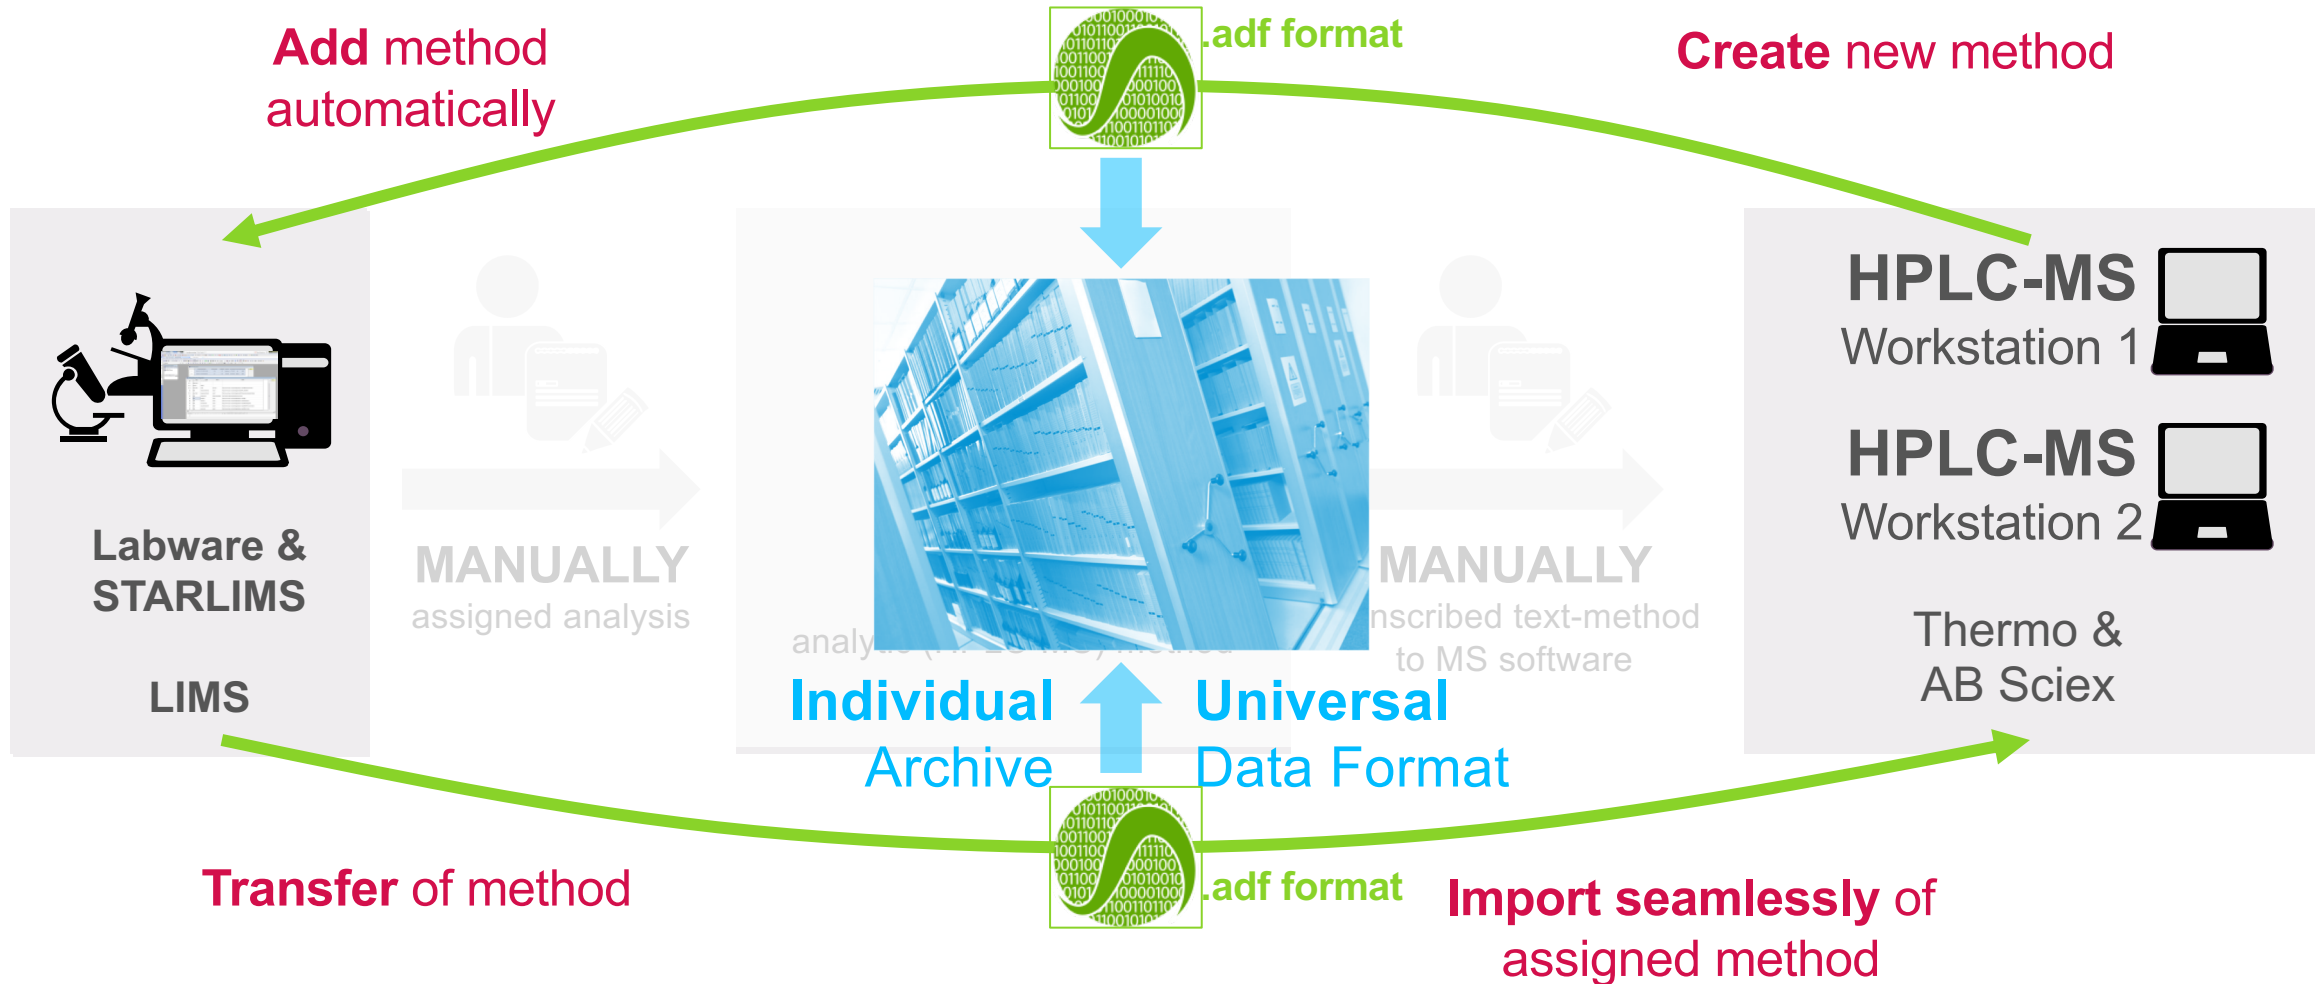 Add method
automatically
.adf format
Create new method
HPLC-MS
Workstation 1
HPLC-MS
Workstation 2
Thermo &
AB Sciex
Labware &
STARLIMS
LIMS
MANUALLY
assigned analysis
method
MANUALLY
text-method
to MS software
Individual
Archive
Universal
Data Format
Transfer of method
.adf format
Import seamlessly of
assigned method